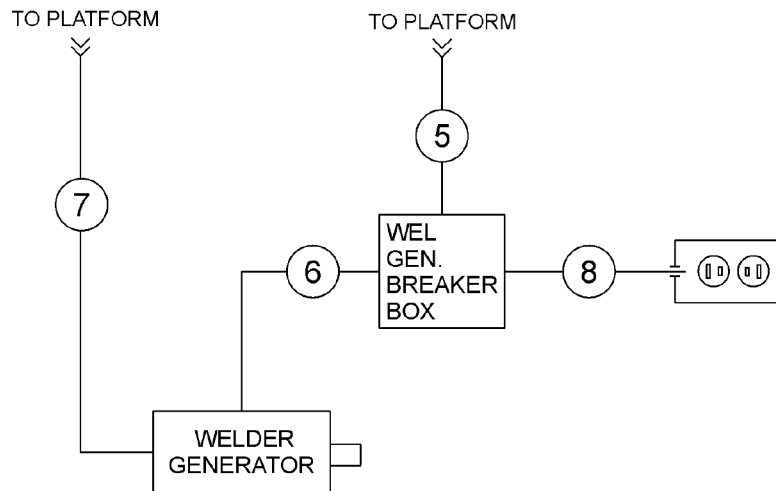 TO PLATFORM
TO PLATFORM
5
7
WEL
GEN.
BREAKER
BOX
6
8
WELDER
GENERATOR